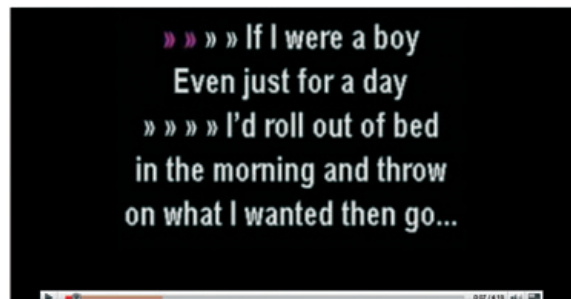 » » » » If I were a boy
Even just for a day
» » » » I'd roll out of bed
in the morning and throw
on what I wanted then go...